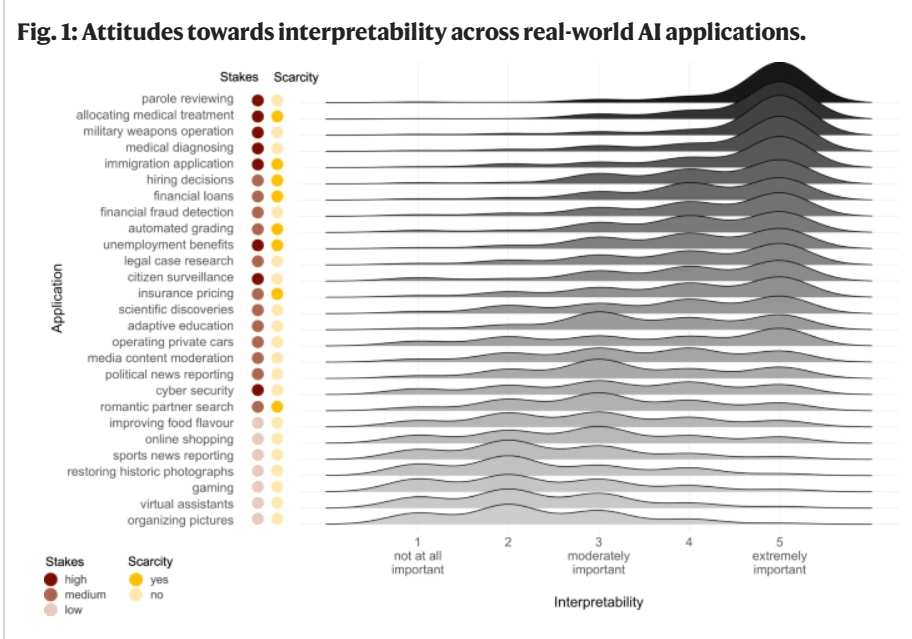 Fig. 1: Attitudes towards interpretability across real-world AI applications.
Stakes Scarcity
parole reviewing
allocating medical treatment
military weapons operation
medical diagnosing
immigration application
hiring decisions
financial loans
financial fraud detection
automated grading
unemployment benefits
legal case research
citizen surveillance
insurance pricing
scientific discoveries
adaptive education
operating private cars
media content moderation
political news reporting
cyber security
romantic partner search
improving food flavour
online shopping
sports news reporting
restoring historic photographs
gaming
virtual assistants
organizing pictures
Application
1 2 3 4 5
not at all moderately extremely
important important important
Interpretability
Stakes Scarcity
high yes
medium no
low